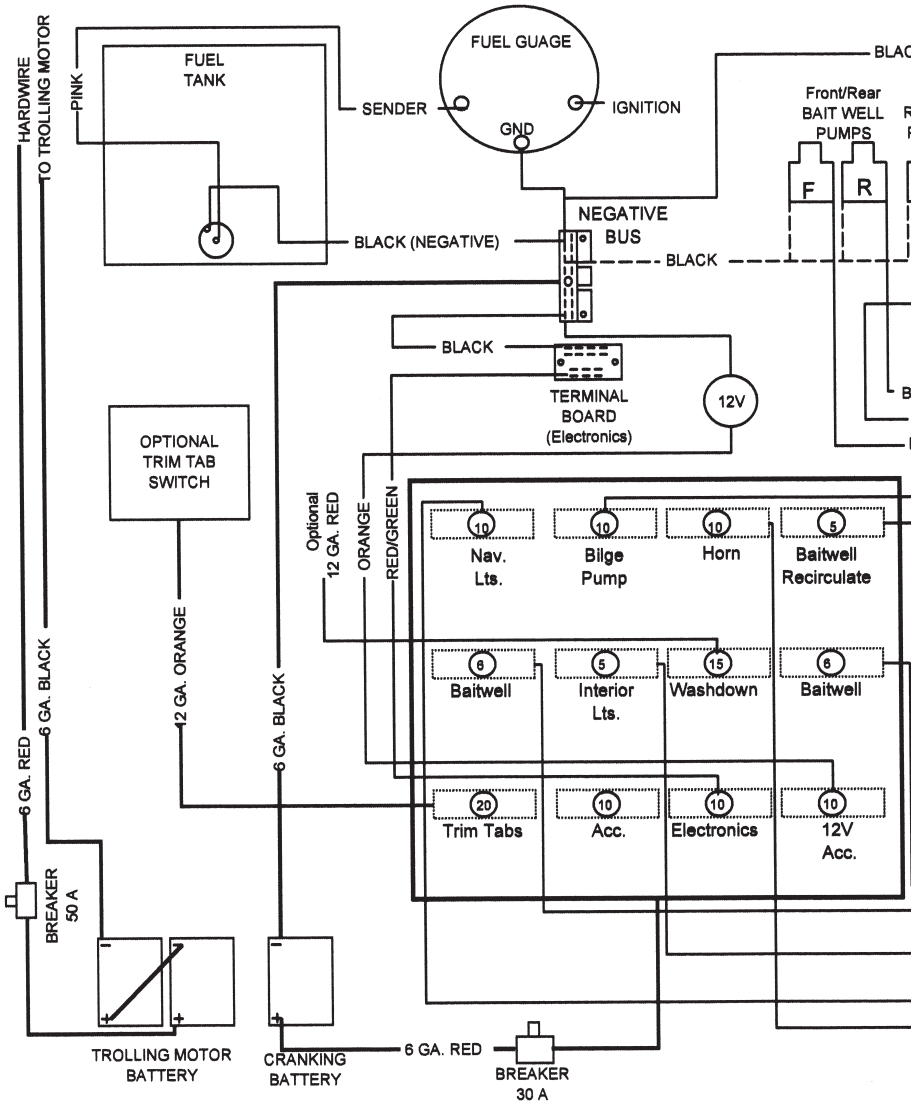 HARDWIRE
TO TROLLING MOTOR
PINK
FUEL
TANK
FUEL GUAGE
SENDER
IGNITION
GND
BLAC
Front/Rear
BAIT WELL
PUMPS
F
R
NEGATIVE
BUS
BLACK (NEGATIVE)
BLACK
BLACK
TERMINAL
BOARD
(Electronics)
12V
OPTIONAL
TRIM TAB
SWITCH
Optional
12 GA. RED
ORANGE
RED/GREEN
10
Nav.
Lts.
10
Bilge
Pump
10
Horn
5
Baitwell
Recirculate
6
Baitwell
5
Interior
Lts.
15
Washdown
6
Baitwell
20
Trim Tabs
10
Acc.
10
Electronics
10
12V
Acc.
12 GA. ORANGE
6 GA. BLACK
6 GA. BLACK
6 GA. RED
BREAKER
50 A
-
-
-
+
+
+
TROLLING MOTOR
BATTERY
CRANKING
BATTERY
6 GA. RED
BREAKER
30 A